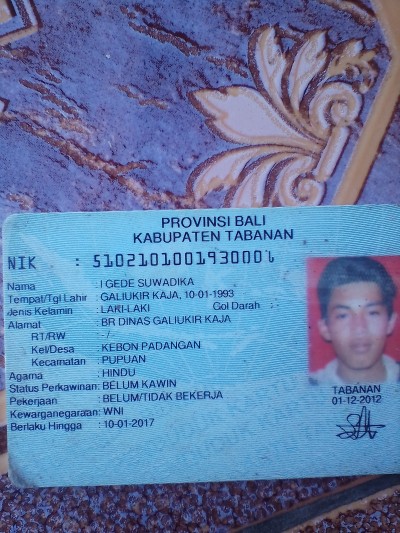 PROVINSI BALI
KABUPATEN TABANAN
NIK : 5102101001930006
Nama : I GEDE SUWADIKA
Tempat/Tgl Lahir : GALIUKIR KAJA, 10-01-1993
Jenis Kelamin : LAKI-LAKI Gol Darah : -
Alamat : BR DINAS GALIUKIR KAJA
RT/RW : -/
Kel/Desa : KEBON PADANGAN
Kecamatan : PUPUAN
Agama : HINDU
Status Perkawinan: BELUM KAWIN
Pekerjaan : BELUM/TIDAK BEKERJA
Kewarganegaraan: WNI
Berlaku Hingga : 10-01-2017
TABANAN
01-12-2012